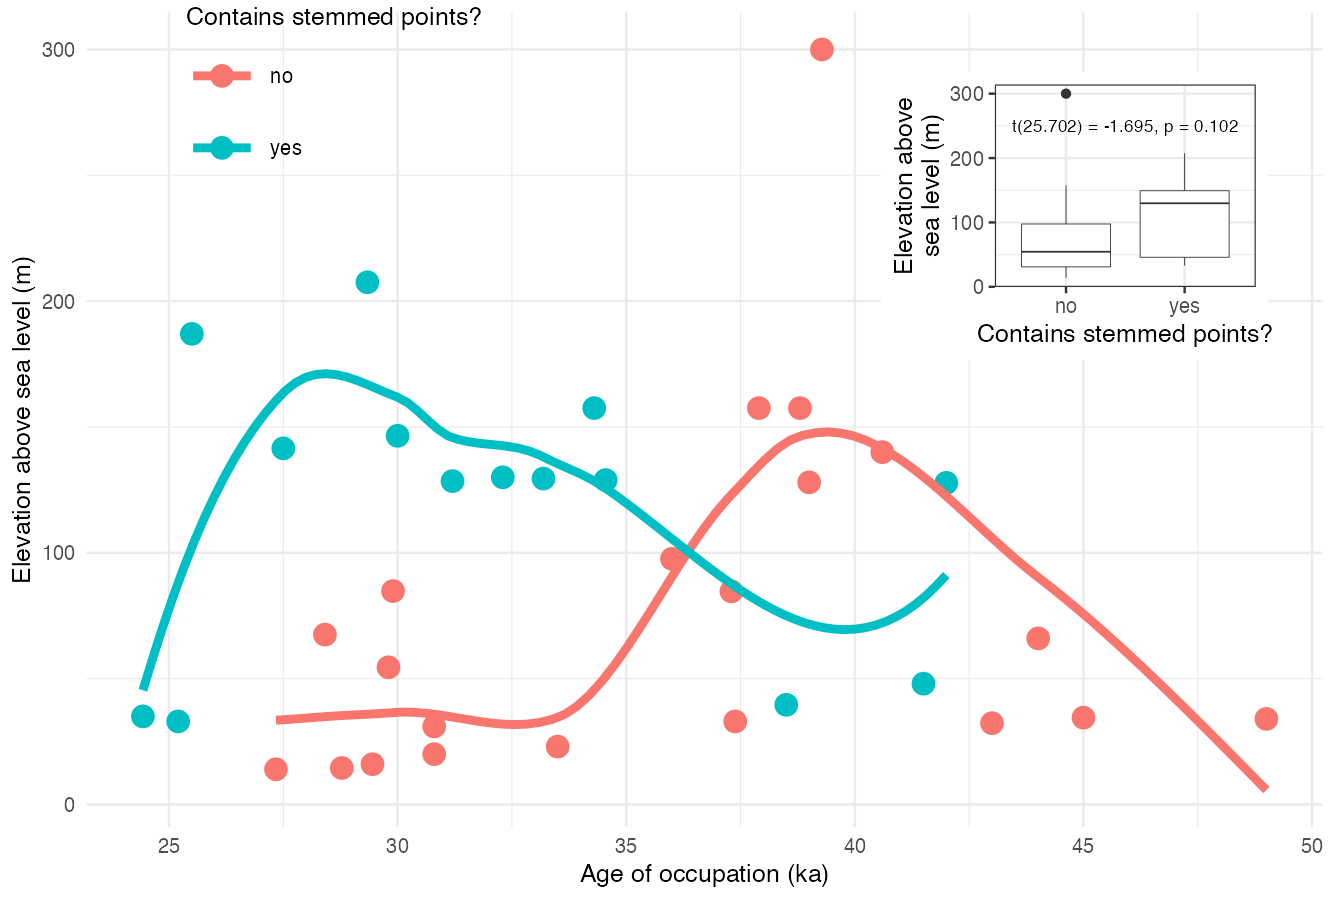 Contains stemmed points?
no
yes
Elevation above sea level (m)
300
200
100
0
25
30
35
40
45
50
Age of occupation (ka)
Elevation above
sea level (m)
300
200
100
0
t(25.702) = -1.695, p = 0.102
no
yes
Contains stemmed points?